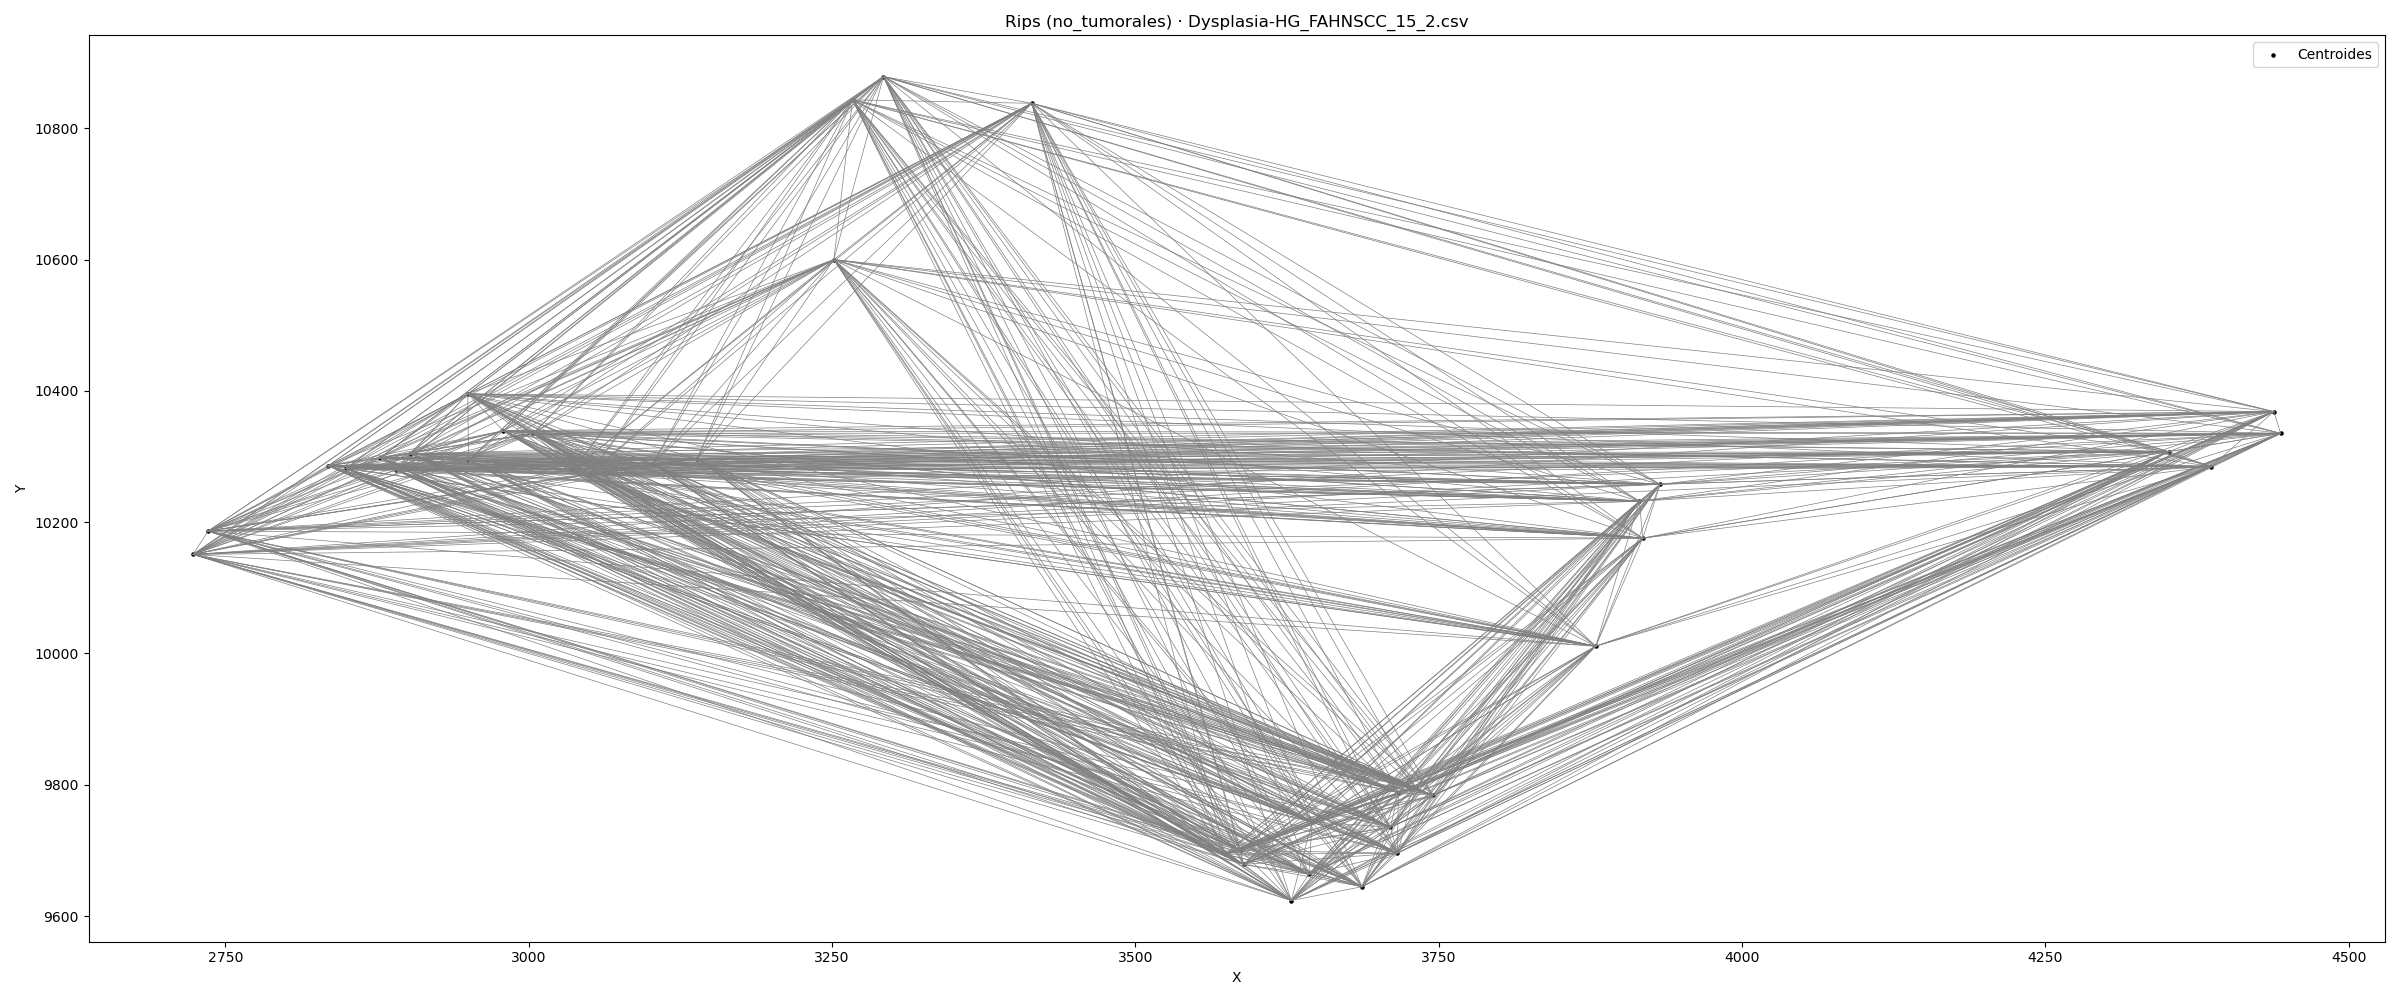 Rips (no_tumorales) · Dysplasia-HG_FAHNSCC_15_2.csv
Centroides
10800
10600
10400
10200
10000
9800
9600
Y
2750 3000 3250 3500 3750 4000 4250 4500
X